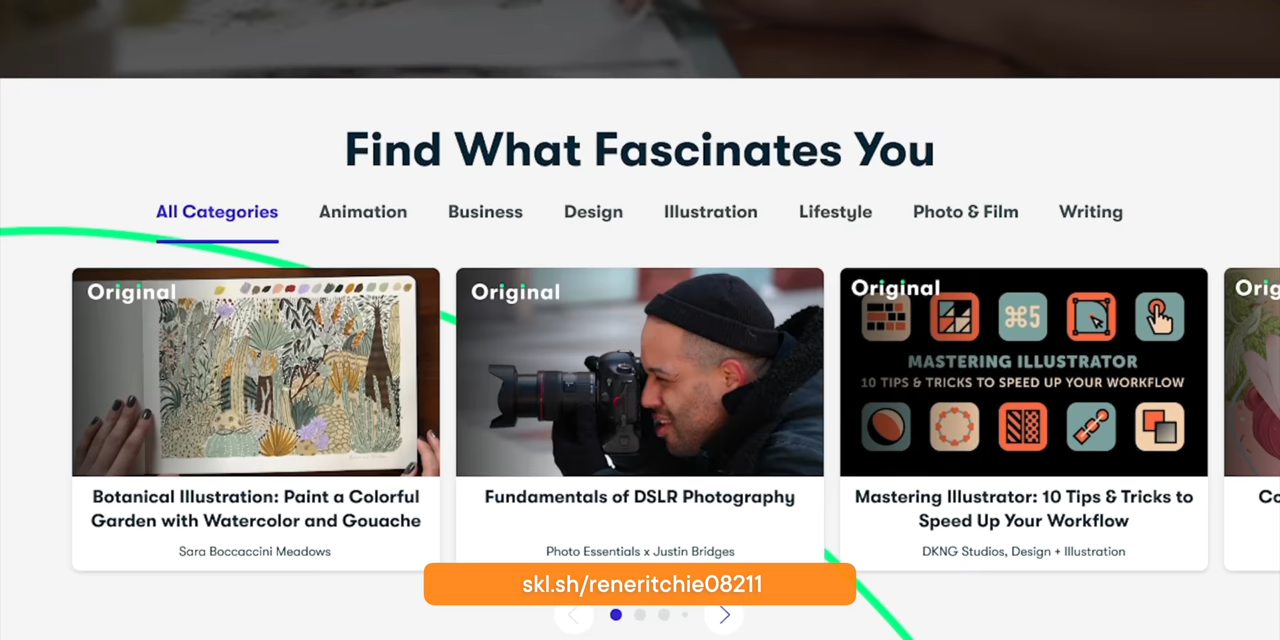 Find What Fascinates You
All Categories Animation Business Design Illustration Lifestyle Photo & Film Writing
Original
Original
Original
⌘5
MASTERING ILLUSTRATOR
10 TIPS & TRICKS TO SPEED UP YOUR WORKFLOW
Botanical Illustration: Paint a Colorful
Garden with Watercolor and Gouache
Sara Boccaccini Meadows
Fundamentals of DSLR Photography
Photo Essentials x Justin Bridges
Mastering Illustrator: 10 Tips & Tricks to
Speed Up Your Workflow
DKNG Studios, Design + Illustration
skl.sh/reneritchie08211